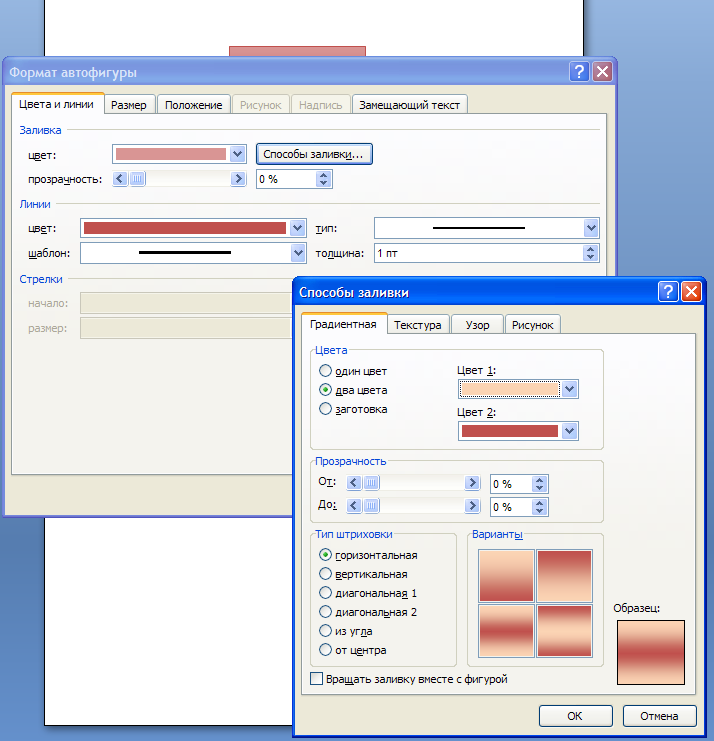 Формат автофигуры
Цвета и линии Размер Положение Рисунок Надпись Замещающий текст
Заливка
цвет: Способы заливки...
прозрачность: 0 %
Линии
цвет: тип:
шаблон: толщина: 1 пт
Стрелки
начало:
размер:
Способы заливки
Градиентная Текстура Узор Рисунок
Цвета
один цвет Цвет 1:
два цвета
заготовка Цвет 2:
Прозрачность
От: 0 %
До: 0 %
Тип штриховки Варианты
горизонтальная
вертикальная
диагональная 1
диагональная 2 Образец:
из угла
от центра
Вращать заливку вместе с фигурой
ОК Отмена